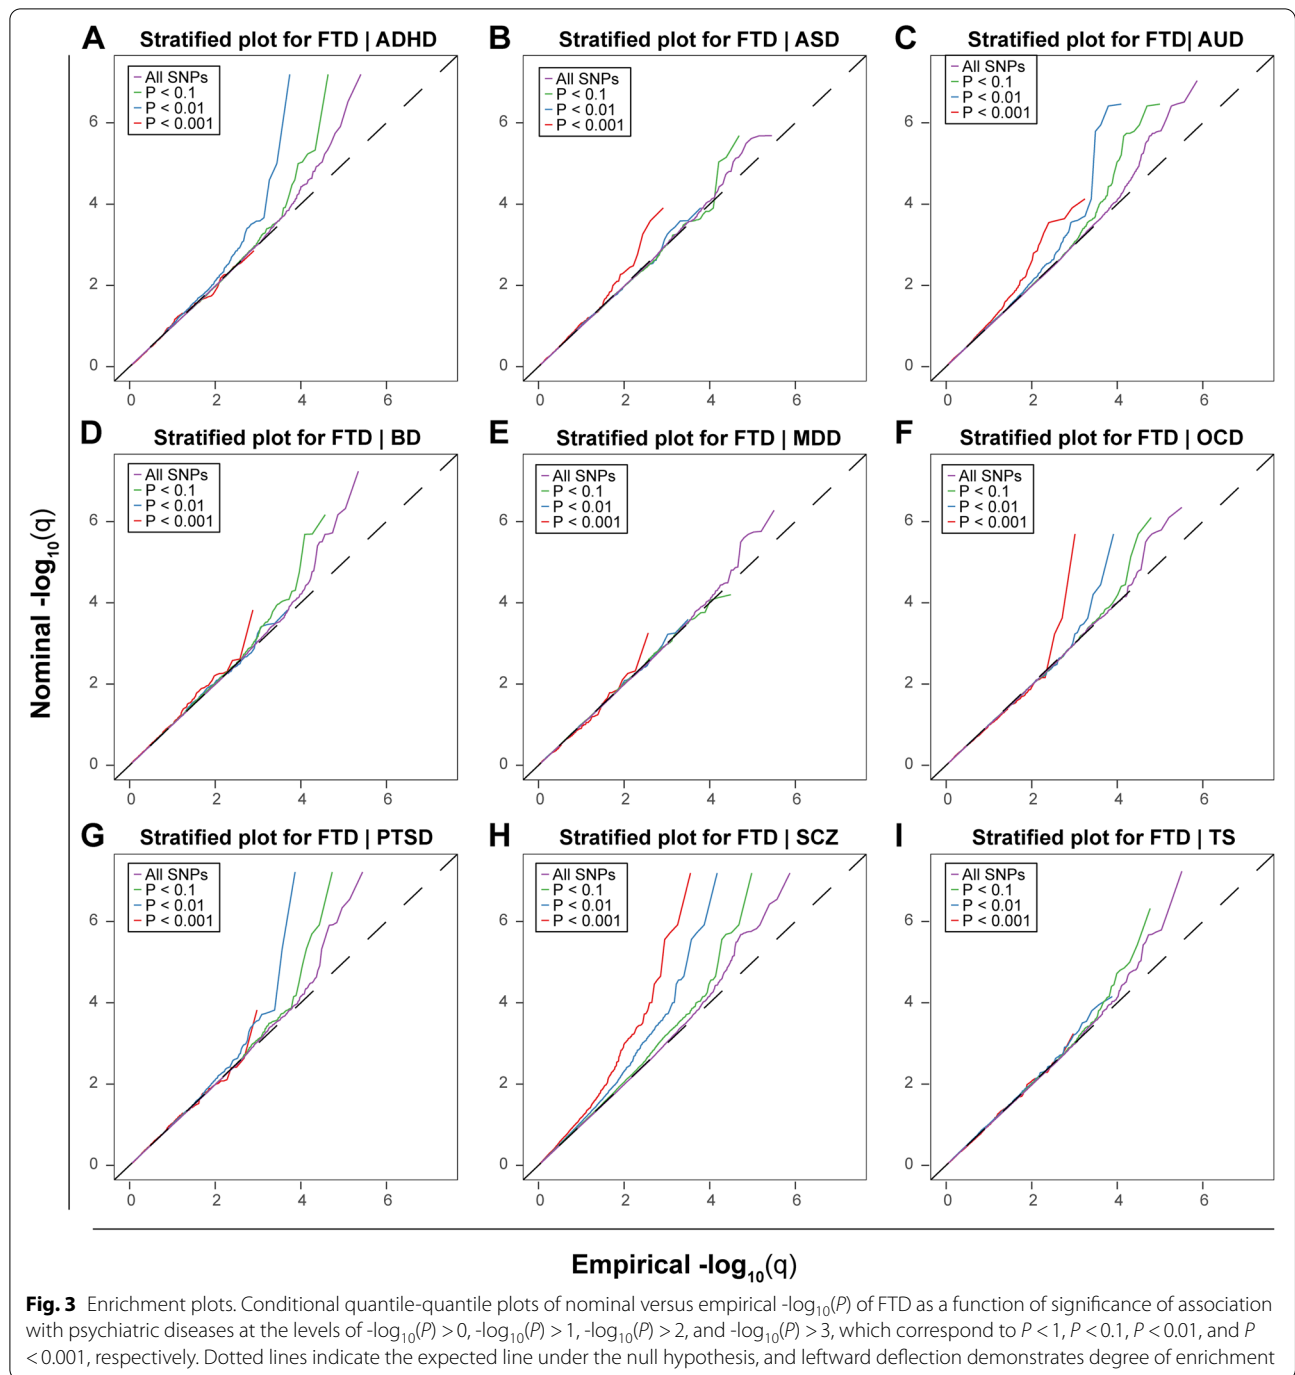 A Stratified plot for FTD | ADHD
All SNPs
P < 0.1
P < 0.01
P < 0.001
6
4
2
0
0 2 4 6
B Stratified plot for FTD | ASD
All SNPs
P < 0.1
P < 0.01
P < 0.001
6
4
2
0
0 2 4 6
C Stratified plot for FTD| AUD
All SNPs
P < 0.1
P < 0.01
P < 0.001
6
4
2
0
0 2 4 6
D Stratified plot for FTD | BD
All SNPs
P < 0.1
P < 0.01
P < 0.001
6
4
2
0
0 2 4 6
E Stratified plot for FTD | MDD
All SNPs
P < 0.1
P < 0.01
P < 0.001
6
4
2
0
0 2 4 6
F Stratified plot for FTD | OCD
All SNPs
P < 0.1
P < 0.01
P < 0.001
6
4
2
0
0 2 4 6
G Stratified plot for FTD | PTSD
All SNPs
P < 0.1
P < 0.01
P < 0.001
6
4
2
0
0 2 4 6
H Stratified plot for FTD | SCZ
All SNPs
P < 0.1
P < 0.01
P < 0.001
6
4
2
0
0 2 4 6
I Stratified plot for FTD | TS
All SNPs
P < 0.1
P < 0.01
P < 0.001
6
4
2
0
0 2 4 6
Nominal -log10(q)
Empirical -log10(q)
Fig. 3 Enrichment plots. Conditional quantile-quantile plots of nominal versus empirical -log10(P) of FTD as a function of significance of association
with psychiatric diseases at the levels of -log10(P) > 0, -log10(P) > 1, -log10(P) > 2, and -log10(P) > 3, which correspond to P < 1, P < 0.1, P < 0.01, and P
< 0.001, respectively. Dotted lines indicate the expected line under the null hypothesis, and leftward deflection demonstrates degree of enrichment